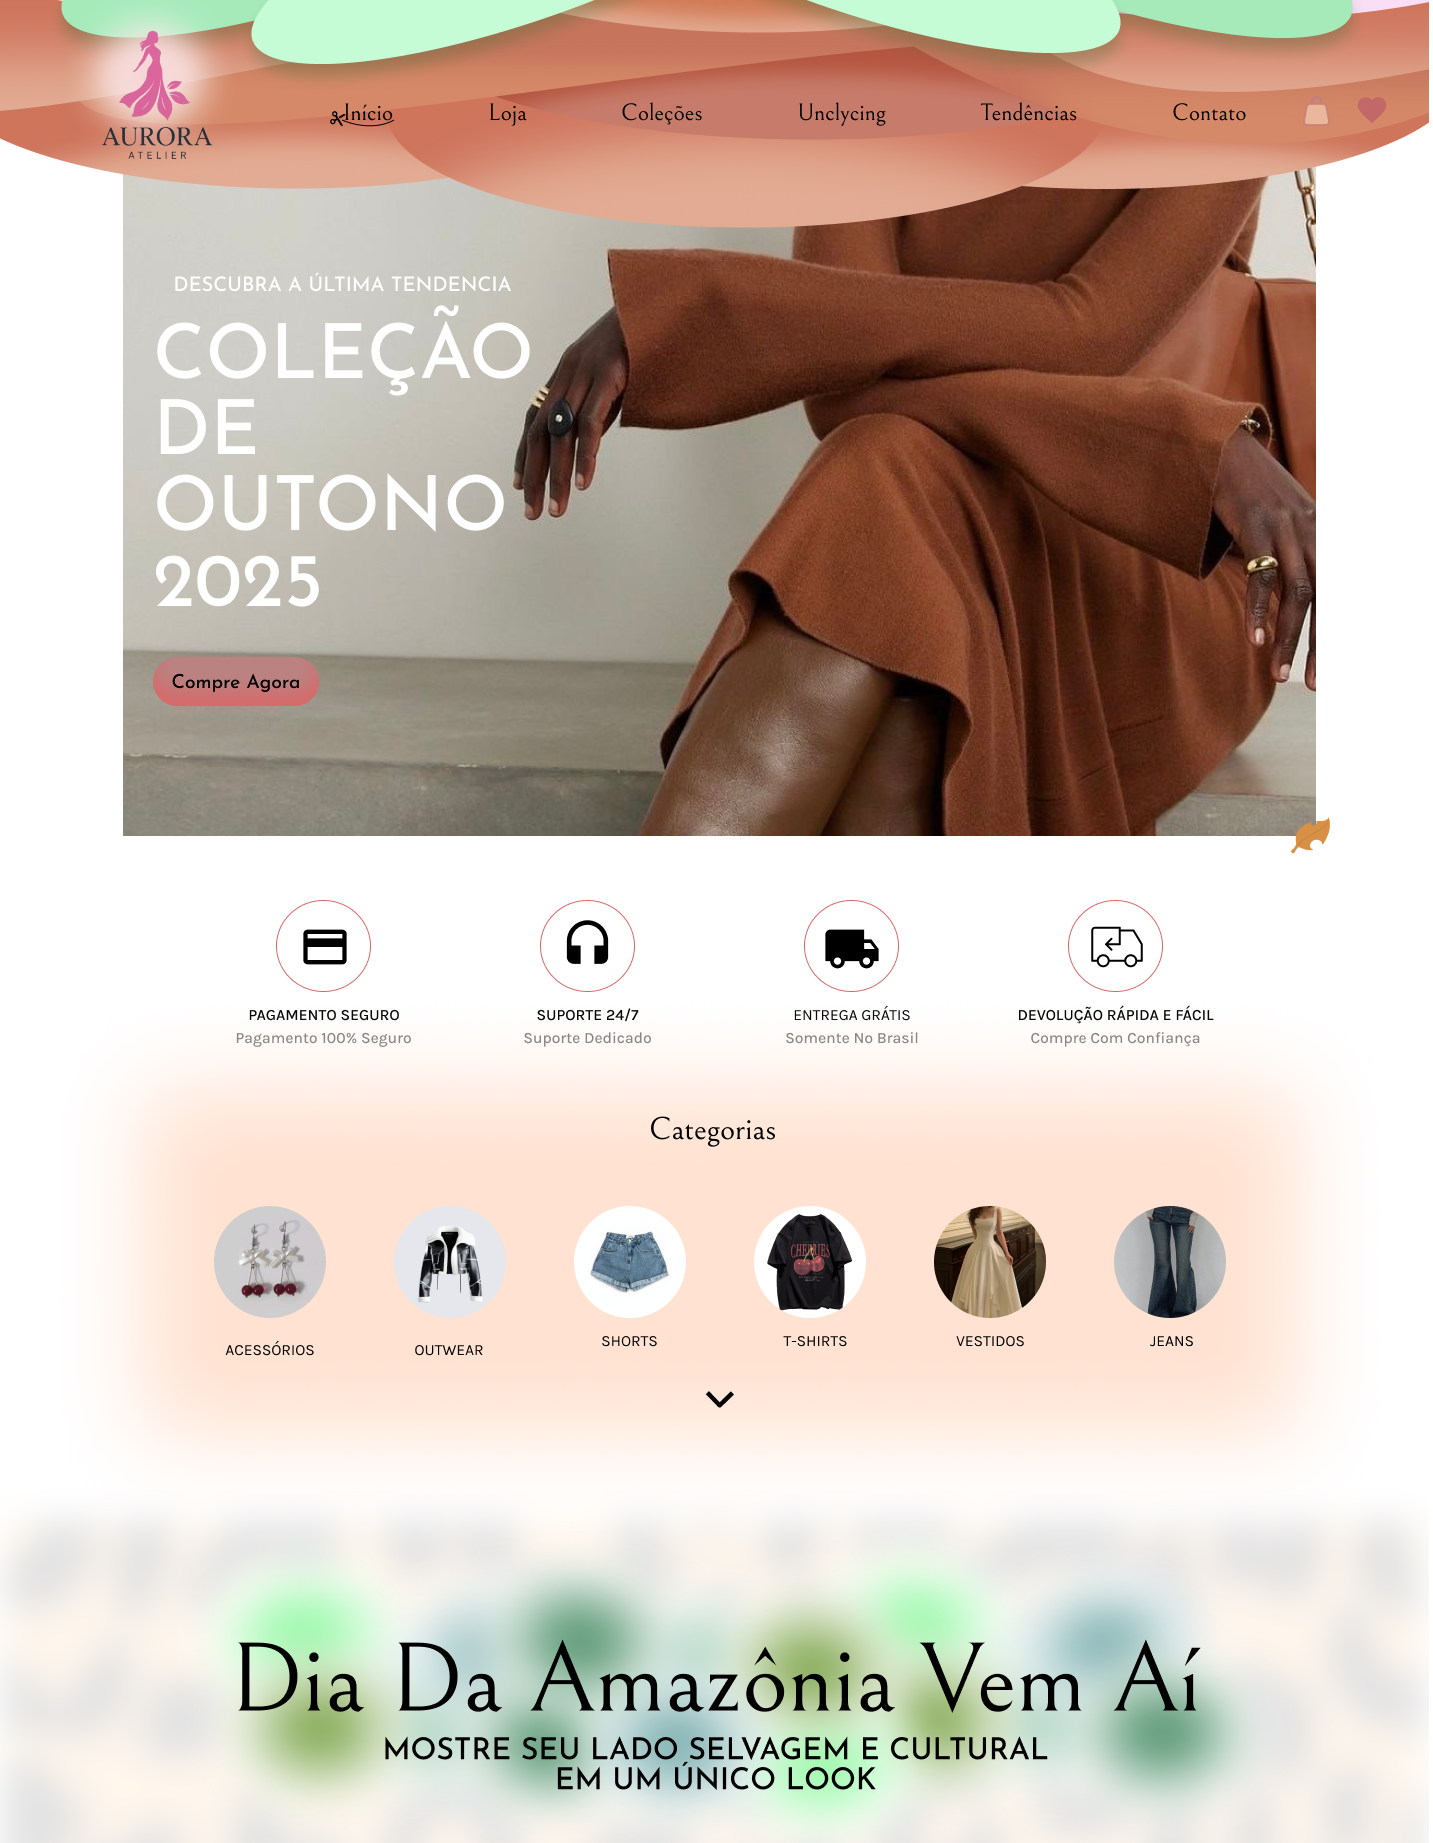 AURORA
ATELIER
Início
Loja
Coleções
Unclycing
Tendências
Contato
DESCUBRA A ÚLTIMA TENDENCIA
COLEÇÃO
DE
OUTONO
2025
Compre Agora
PAGAMENTO SEGURO
Pagamento 100% Seguro
SUPORTE 24/7
Suporte Dedicado
ENTREGA GRÁTIS
Somente No Brasil
DEVOLUÇÃO RÁPIDA E FÁCIL
Compre Com Confiança
Categorias
CHERRIES
ACESSÓRIOS
OUTWEAR
SHORTS
T-SHIRTS
VESTIDOS
JEANS
Dia Da Amazônia Vem Aí
MOSTRE SEU LADO SELVAGEM E CULTURAL
EM UM ÚNICO LOOK